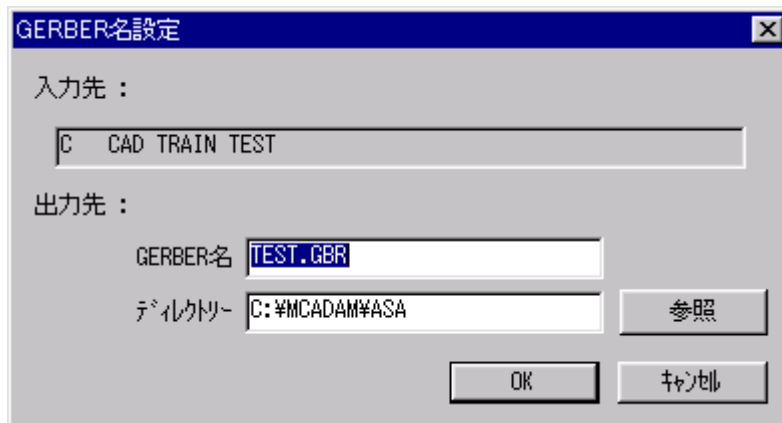 GERBER名設定
入力先 :
C   CAD TRAIN TEST
出力先 :
GERBER名 TEST.GBR
ディレクトリー C:¥MCADAM¥ASA 参照
OK キャンセル